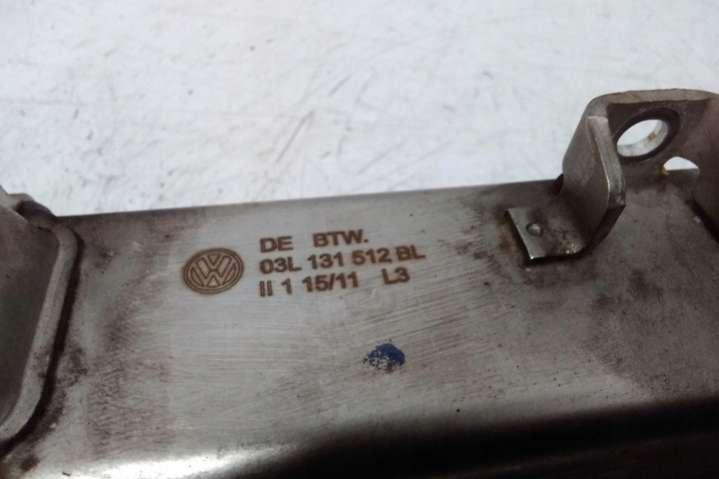 DE BTW.
03L 131 512 BL
II 1 15/11 L3